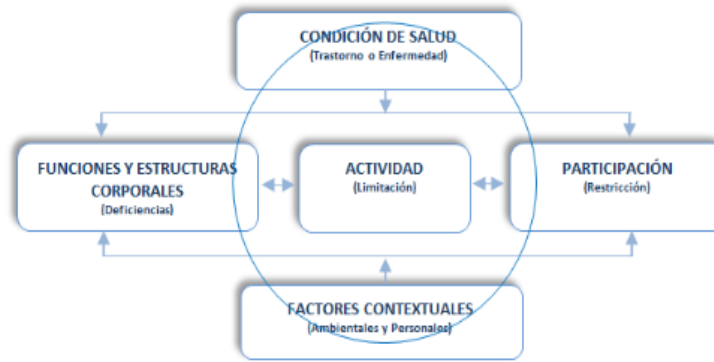 CONDICIÓN DE SALUD
(Trastorno o Enfermedad)
FUNCIONES Y ESTRUCTURAS
CORPORALES
(Deficiencias)
ACTIVIDAD
(Limitación)
PARTICIPACIÓN
(Restricción)
FACTORES CONTEXTUALES
(Ambientales y Personales)